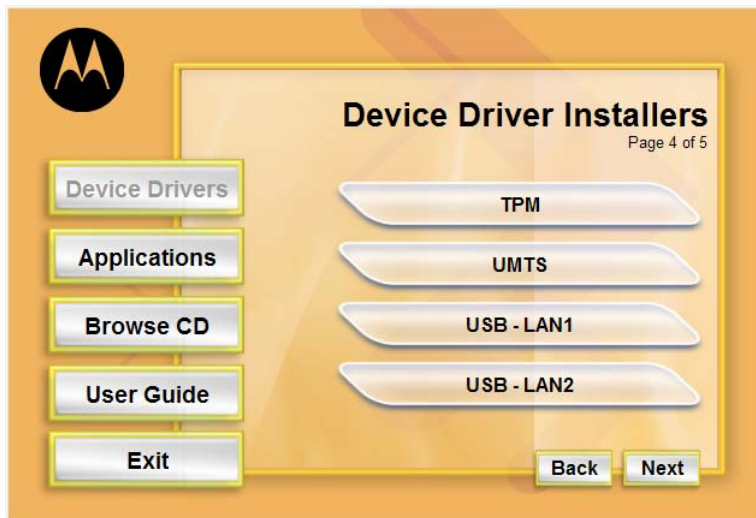 Device Driver Installers
Page 4 of 5
Device Drivers
Applications
Browse CD
User Guide
Exit
TPM
UMTS
USB - LAN1
USB - LAN2
Back
Next